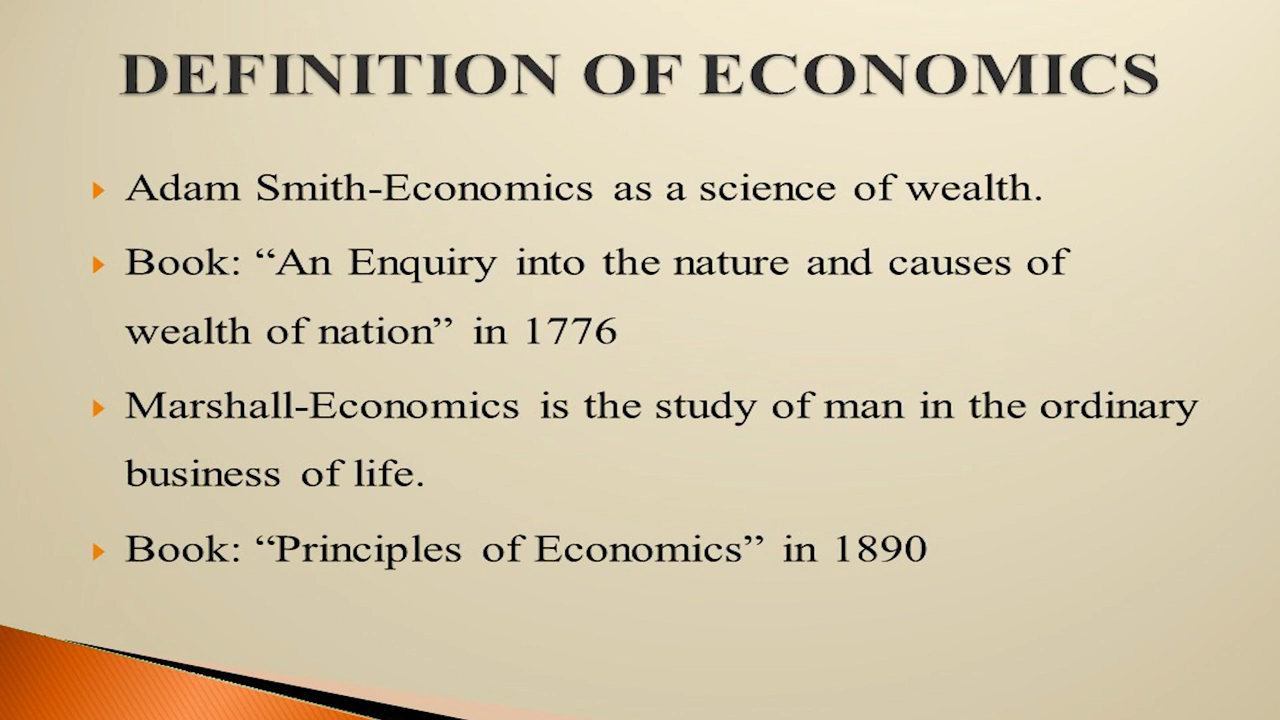 DEFINITION OF ECONOMICS
Adam Smith-Economics as a science of wealth.
Book: “An Enquiry into the nature and causes of
wealth of nation” in 1776
Marshall-Economics is the study of man in the ordinary
business of life.
Book: “Principles of Economics” in 1890